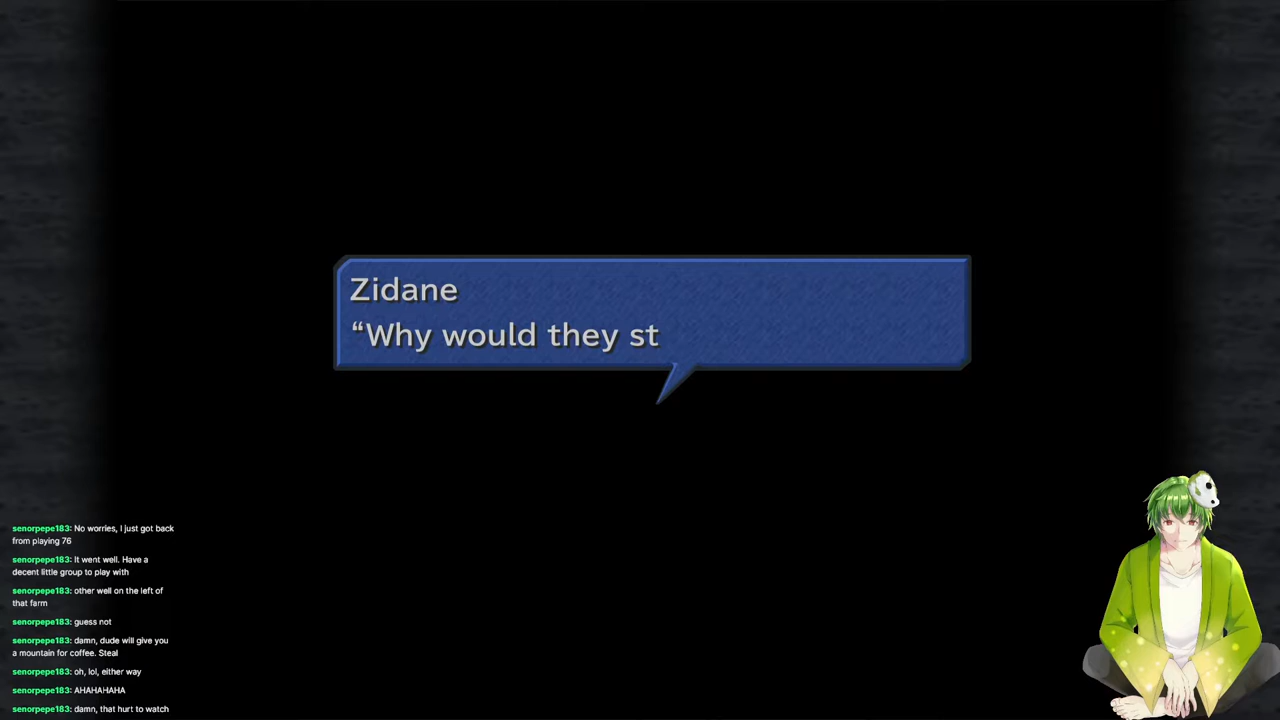 Zidane
“Why would they st
senorpepe183: No worries, I just got back
from playing 76
senorpepe183: It went well. Have a
decent little group to play with
senorpepe183: other well on the left of
that farm
senorpepe183: guess not
senorpepe183: damn, dude will give you
a mountain for coffee. Steal
senorpepe183: oh, lol, either way
senorpepe183: AHAHAHAHA
senorpepe183: damn, that hurt to watch